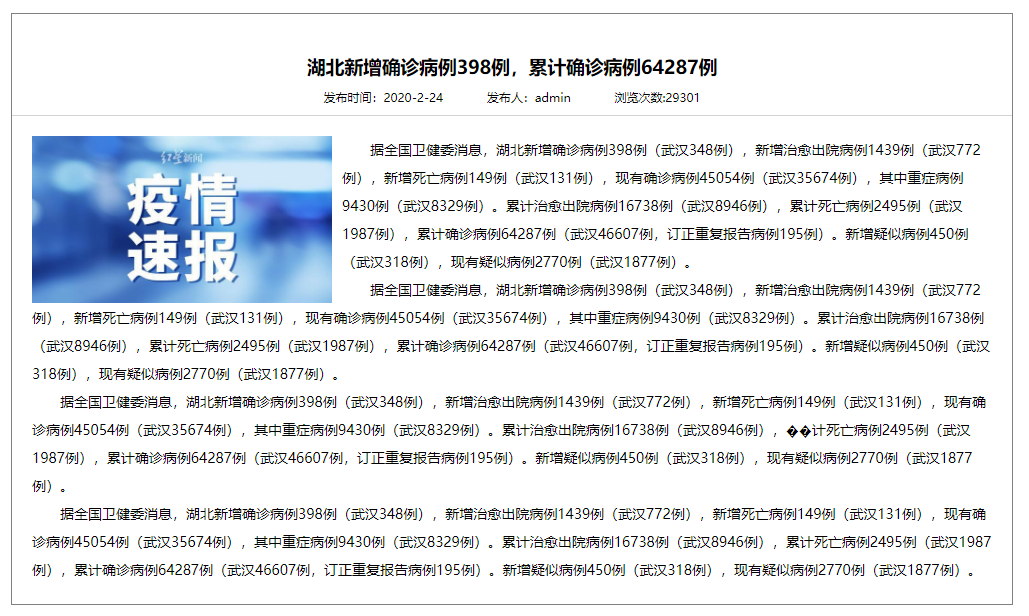 湖北新增确诊病例398例，累计确诊病例64287例
发布时间：2020-2-24 发布人：admin 浏览次数:29301
红星新闻
疫情
速报
据全国卫健委消息，湖北新增确诊病例398例（武汉348例），新增治愈出院病例1439例（武汉772
例），新增死亡病例149例（武汉131例），现有确诊病例45054例（武汉35674例），其中重症病例
9430例（武汉8329例）。累计治愈出院病例16738例（武汉8946例），累计死亡病例2495例（武汉
1987例），累计确诊病例64287例（武汉46607例，订正重复报告病例195例）。新增疑似病例450例
（武汉318例），现有疑似病例2770例（武汉1877例）。
据全国卫健委消息，湖北新增确诊病例398例（武汉348例），新增治愈出院病例1439例（武汉772
例），新增死亡病例149例（武汉131例），现有确诊病例45054例（武汉35674例），其中重症病例9430例（武汉8329例）。累计治愈出院病例16738例
（武汉8946例），累计死亡病例2495例（武汉1987例），累计确诊病例64287例（武汉46607例，订正重复报告病例195例）。新增疑似病例450例（武汉
318例），现有疑似病例2770例（武汉1877例）。
据全国卫健委消息，湖北新增确诊病例398例（武汉348例），新增治愈出院病例1439例（武汉772例），新增死亡病例149例（武汉131例），现有确
诊病例45054例（武汉35674例），其中重症病例9430例（武汉8329例）。累计治愈出院病例16738例（武汉8946例），��计死亡病例2495例（武汉
1987例），累计确诊病例64287例（武汉46607例，订正重复报告病例195例）。新增疑似病例450例（武汉318例），现有疑似病例2770例（武汉1877
例）。
据全国卫健委消息，湖北新增确诊病例398例（武汉348例），新增治愈出院病例1439例（武汉772例），新增死亡病例149例（武汉131例），现有确
诊病例45054例（武汉35674例），其中重症病例9430例（武汉8329例）。累计治愈出院病例16738例（武汉8946例），累计死亡病例2495例（武汉1987
例），累计确诊病例64287例（武汉46607例，订正重复报告病例195例）。新增疑似病例450例（武汉318例），现有疑似病例2770例（武汉1877例）。